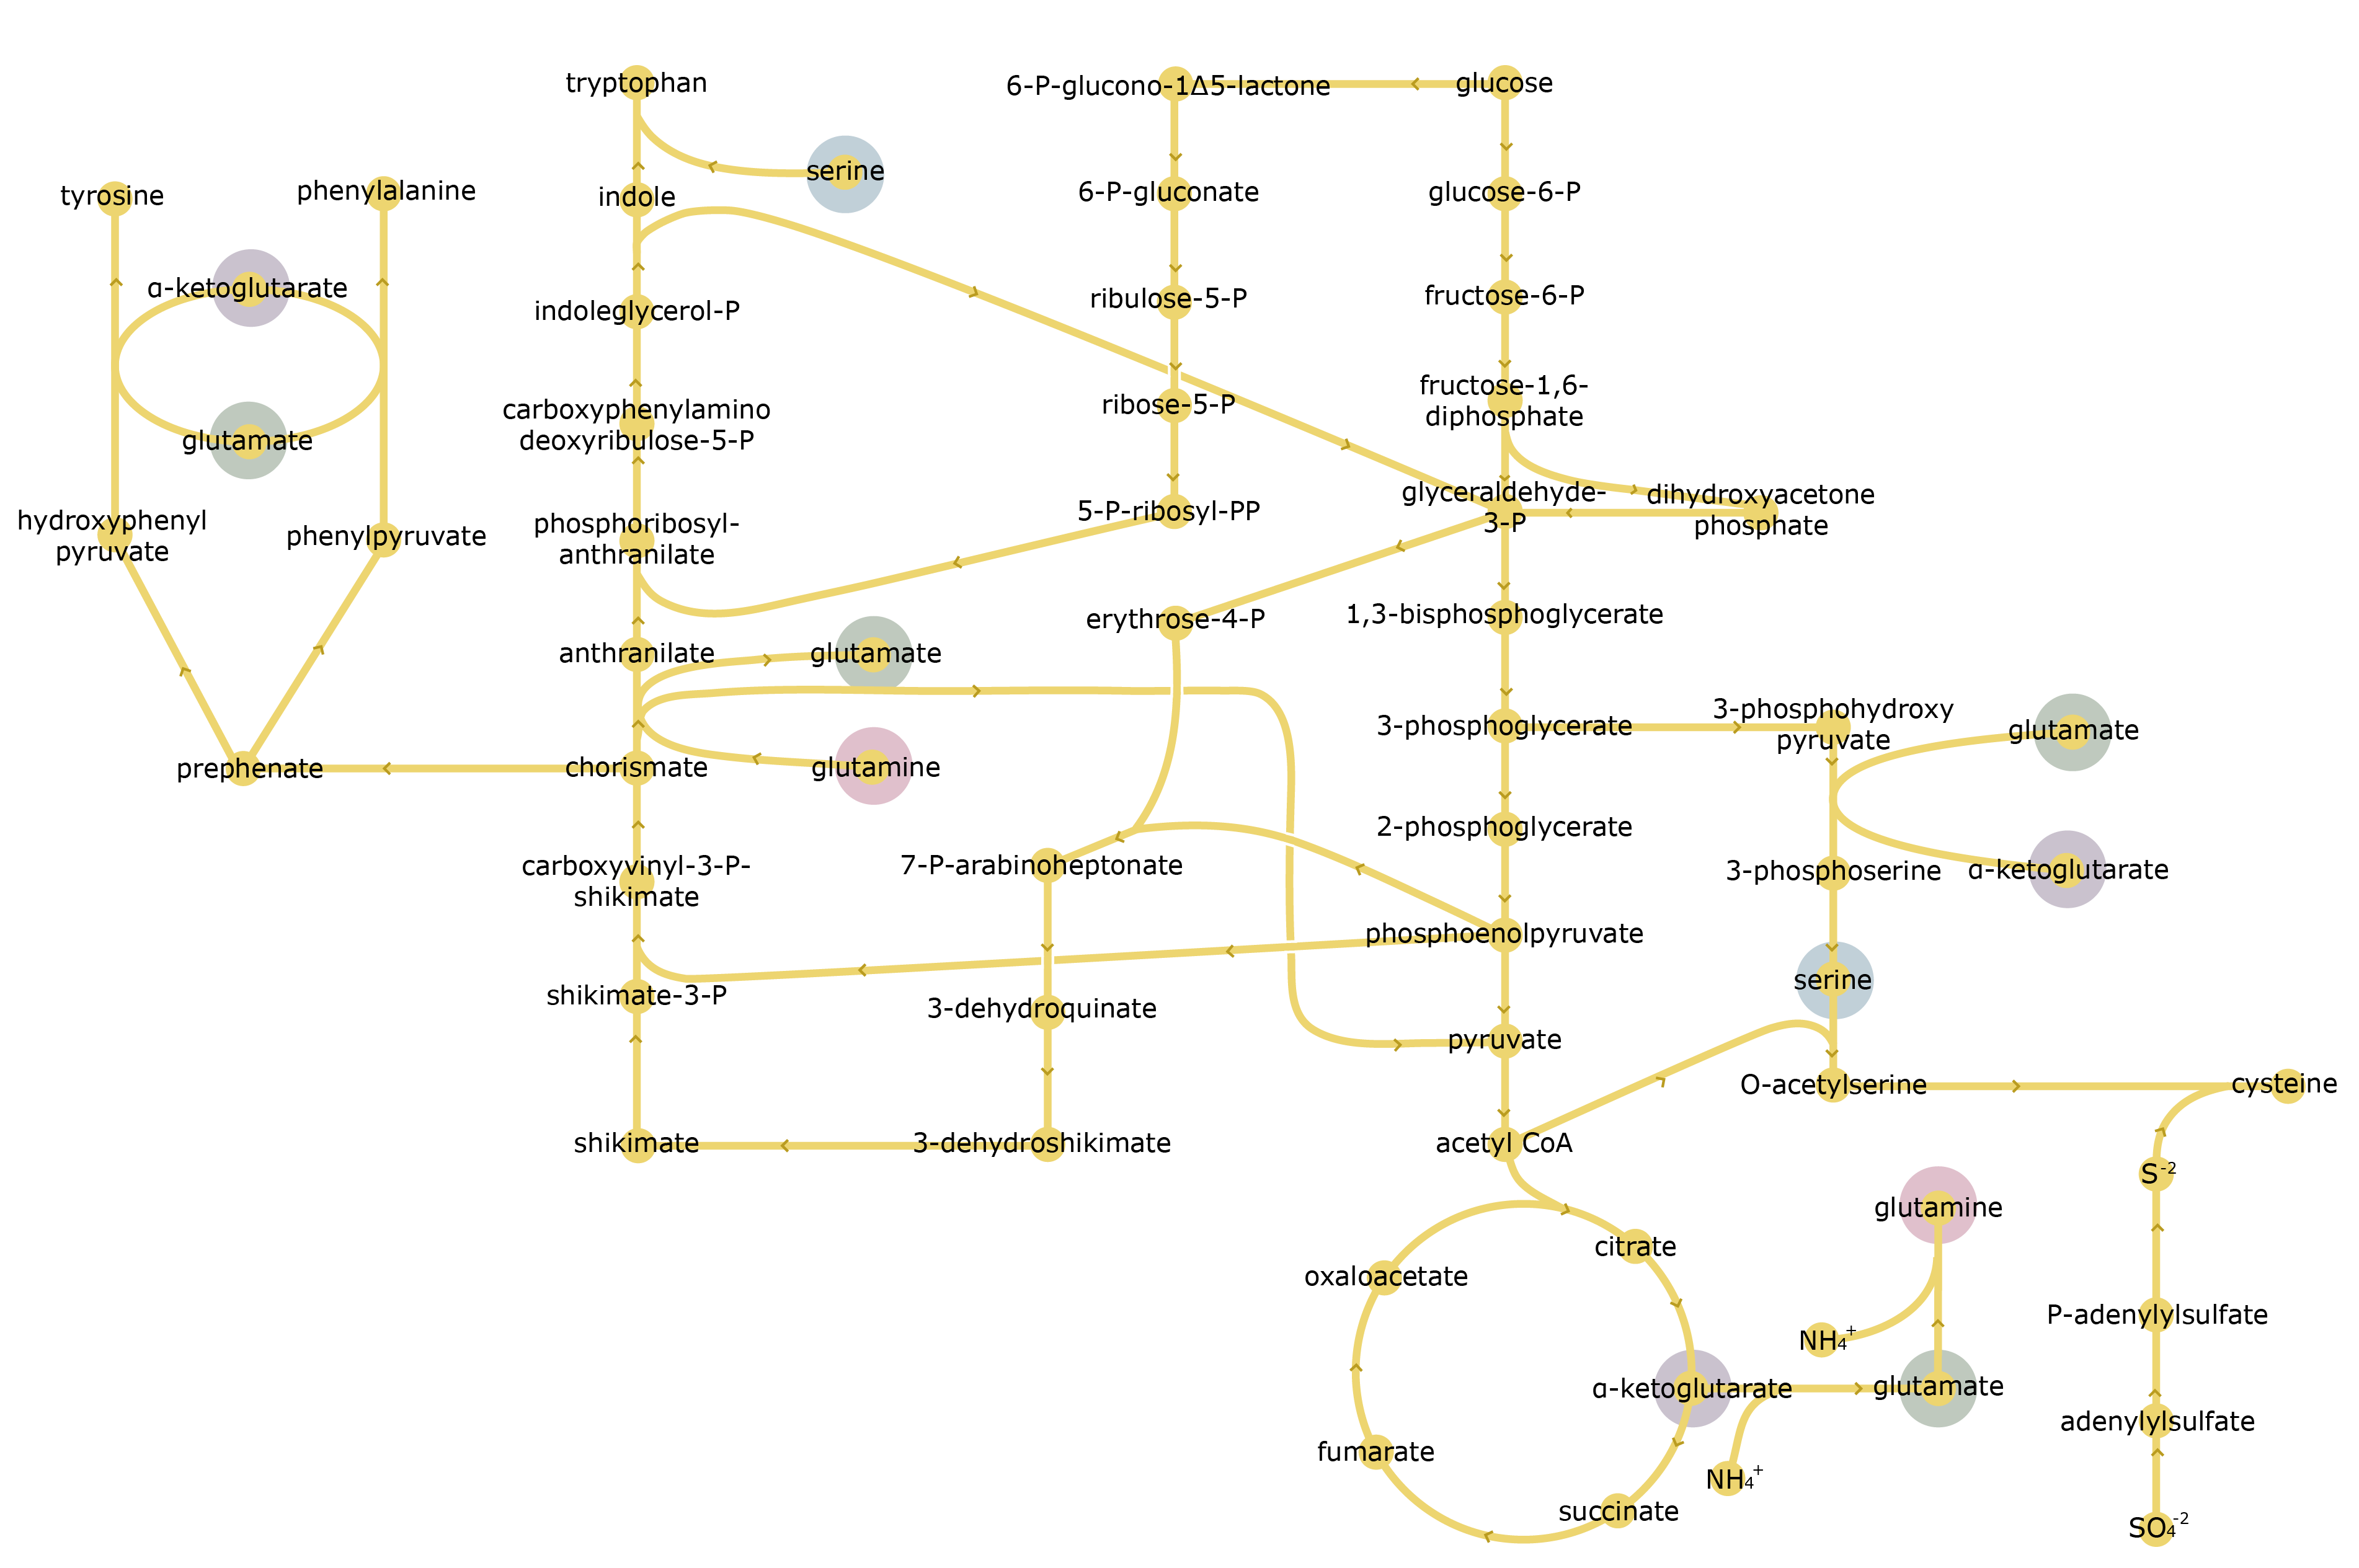 tryptophan
6-P-glucono-1Δ5-lactone
glucose
serine
tyrosine
phenylalanine
indole
6-P-gluconate
glucose-6-P
α-ketoglutarate
indoleglycerol-P
ribulose-5-P
fructose-6-P
glutamate
carboxyphenylamino
deoxyribulose-5-P
ribose-5-P
fructose-1,6-
diphosphate
hydroxyphenyl
pyruvate
phenylpyruvate
phosphoribosyl-
anthranilate
5-P-ribosyl-PP
glyceraldehyde-
3-P
dihydroxyacetone
phosphate
erythrose-4-P
1,3-bisphosphoglycerate
anthranilate
glutamate
3-phosphoglycerate
3-phosphohydroxy
pyruvate
glutamate
prephenate
chorismate
glutamine
2-phosphoglycerate
carboxyvinyl-3-P-
shikimate
7-P-arabinoheptonate
3-phosphoserine
α-ketoglutarate
phosphoenolpyruvate
shikimate-3-P
3-dehydroquinate
serine
pyruvate
O-acetylserine
cysteine
shikimate
3-dehydroshikimate
acetyl CoA
S⁻²
glutamine
citrate
oxaloacetate
NH₄⁺
P-adenylylsulfate
α-ketoglutarate
glutamate
fumarate
adenylylsulfate
NH₄⁺
succinate
SO₄⁻²